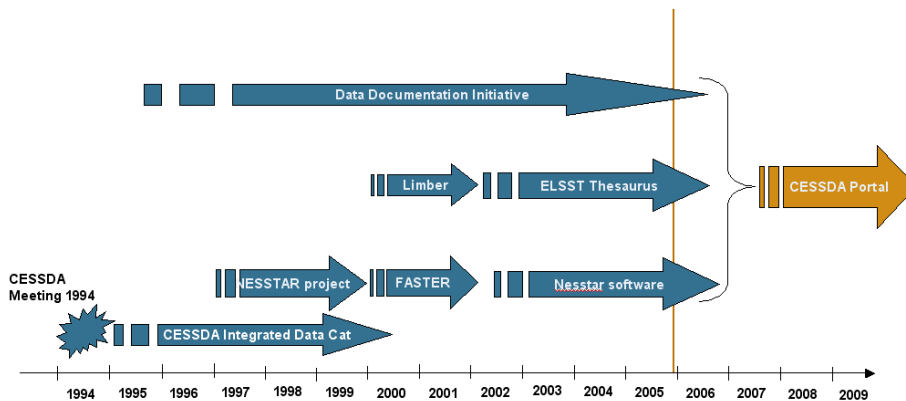 Data Documentation Initiative
Limber
ELSST Thesaurus
CESSDA Portal
CESSDA
Meeting 1994
NESSTAR project
FASTER
Nesstar software
CESSDA Integrated Data Cat
1994 1995 1996 1997 1998 1999 2000 2001 2002 2003 2004 2005 2006 2007 2008 2009